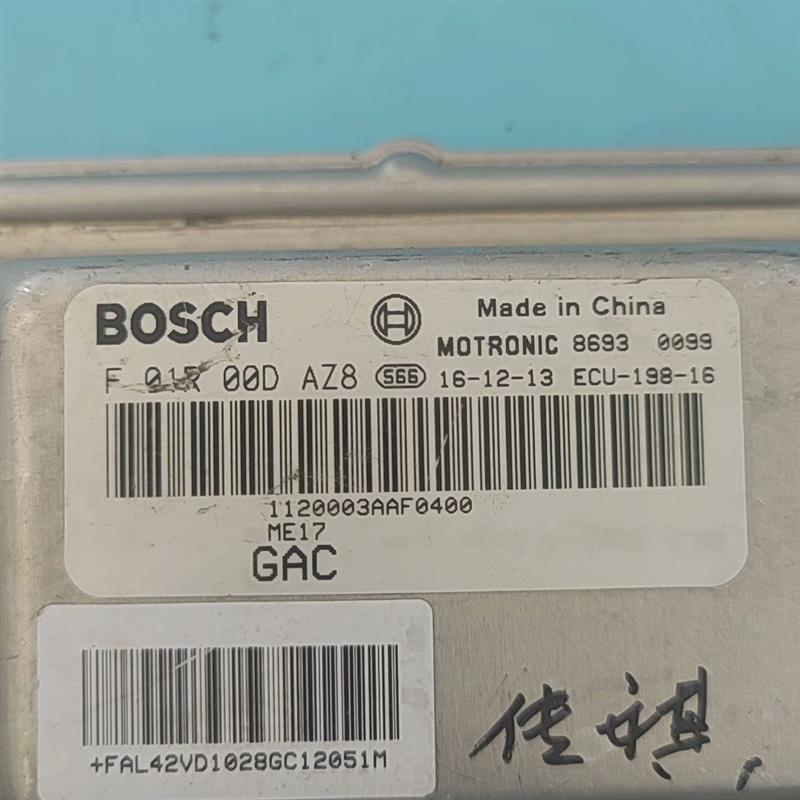 BOSCH
Made in China
MOTRONIC 8693 0099
F 01R 00D AZ8 566 16-12-13 ECU-198-16
1120003AAF0400
ME17
GAC
+FAL42VD1028GC12051M
传祺